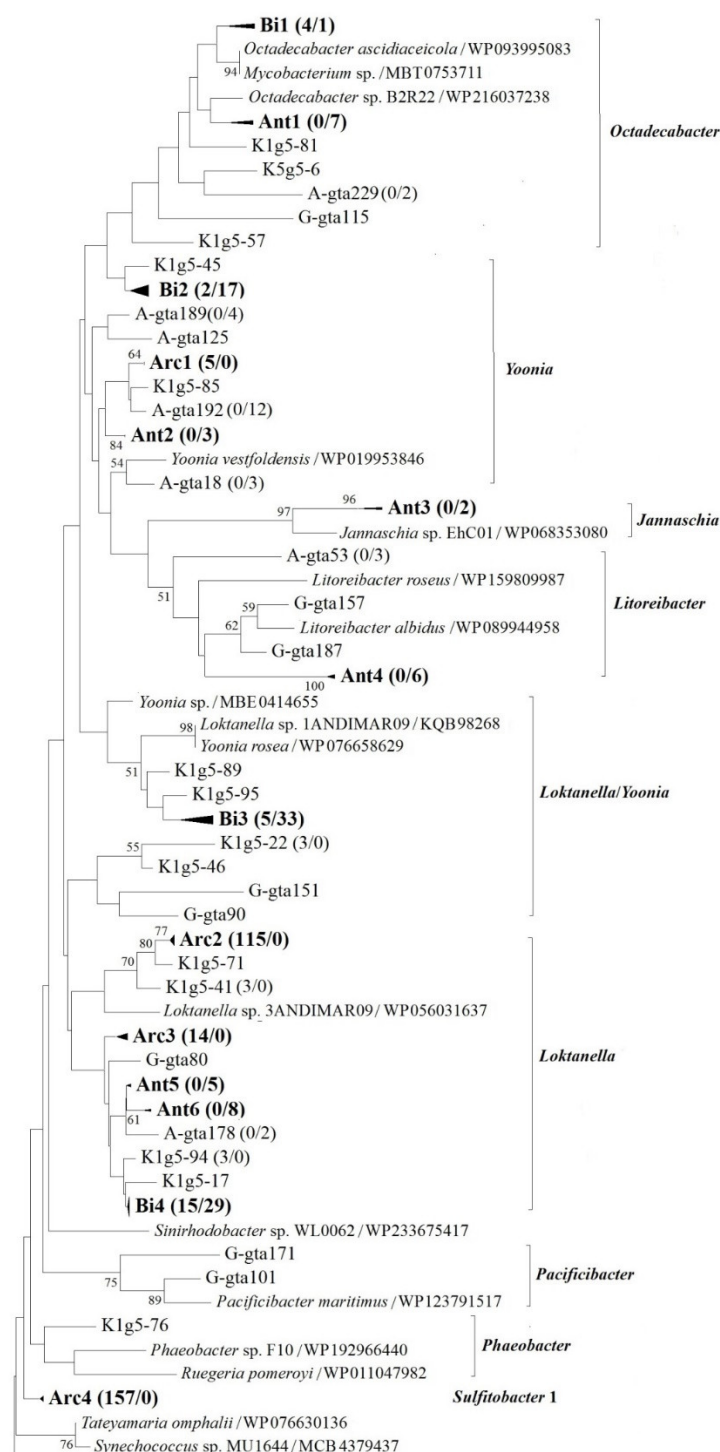 Bi1 (4/1)
Octadecabacter ascidiaceicola/WP093995083
94
Mycobacterium sp./MBT0753711
Octadecabacter sp. B2R22/WP216037238
Ant1 (0/7)
Octadecabacter
K1g5-81
K5g5-6
A-gta229(0/2)
G-gta115
K1g5-57
K1g5-45
Bi2 (2/17)
A-gta189(0/4)
A-gta125
64
Arc1 (5/0)
Yoonia
K1g5-85
A-gta192(0/12)
84
Ant2 (0/3)
54
Yoonia vestfoldensis/WP019953846
A-gta18 (0/3)
97
96
Ant3 (0/2)
Jannaschia
Jannaschia sp. EhC01/WP068353080
A-gta53 (0/3)
51
Litoreibacter roseus/WP159809987
G-gta157
59
Litoreibacter
62
Litoreibacter albidus/WP089944958
G-gta187
100
Ant4 (0/6)
Yoonia sp./MBE0414655
Loktanella sp. 1ANDIMAR09/KQB98268
98
Yoonia rosea/WP076658629
51
K1g5-89
K1g5-95
Loktanella/Yoonia
Bi3 (5/33)
55
K1g5-22 (3/0)
K1g5-46
G-gta151
G-gta90
77
Arc2 (115/0)
80
70
K1g5-71
K1g5-41(3/0)
Loktanella sp. 3ANDIMAR09/WP056031637
Arc3 (14/0)
Loktanella
G-gta80
Ant5 (0/5)
Ant6 (0/8)
61
A-gta178 (0/2)
K1g5-94 (3/0)
K1g5-17
Bi4 (15/29)
Sinirhodobacter sp. WL0062/WP233675417
G-gta171
75
G-gta101
Pacificibacter
89
Pacificibacter maritimus/WP123791517
K1g5-76
Phaeobacter
Phaeobacter sp. F10/WP192966440
Ruegeria pomeroyi/WP011047982
Arc4 (157/0)
Sulfitobacter 1
Tateyamaria omphalii/WP076630136
76
Synechococcus sp. MU1644/MCB4379437